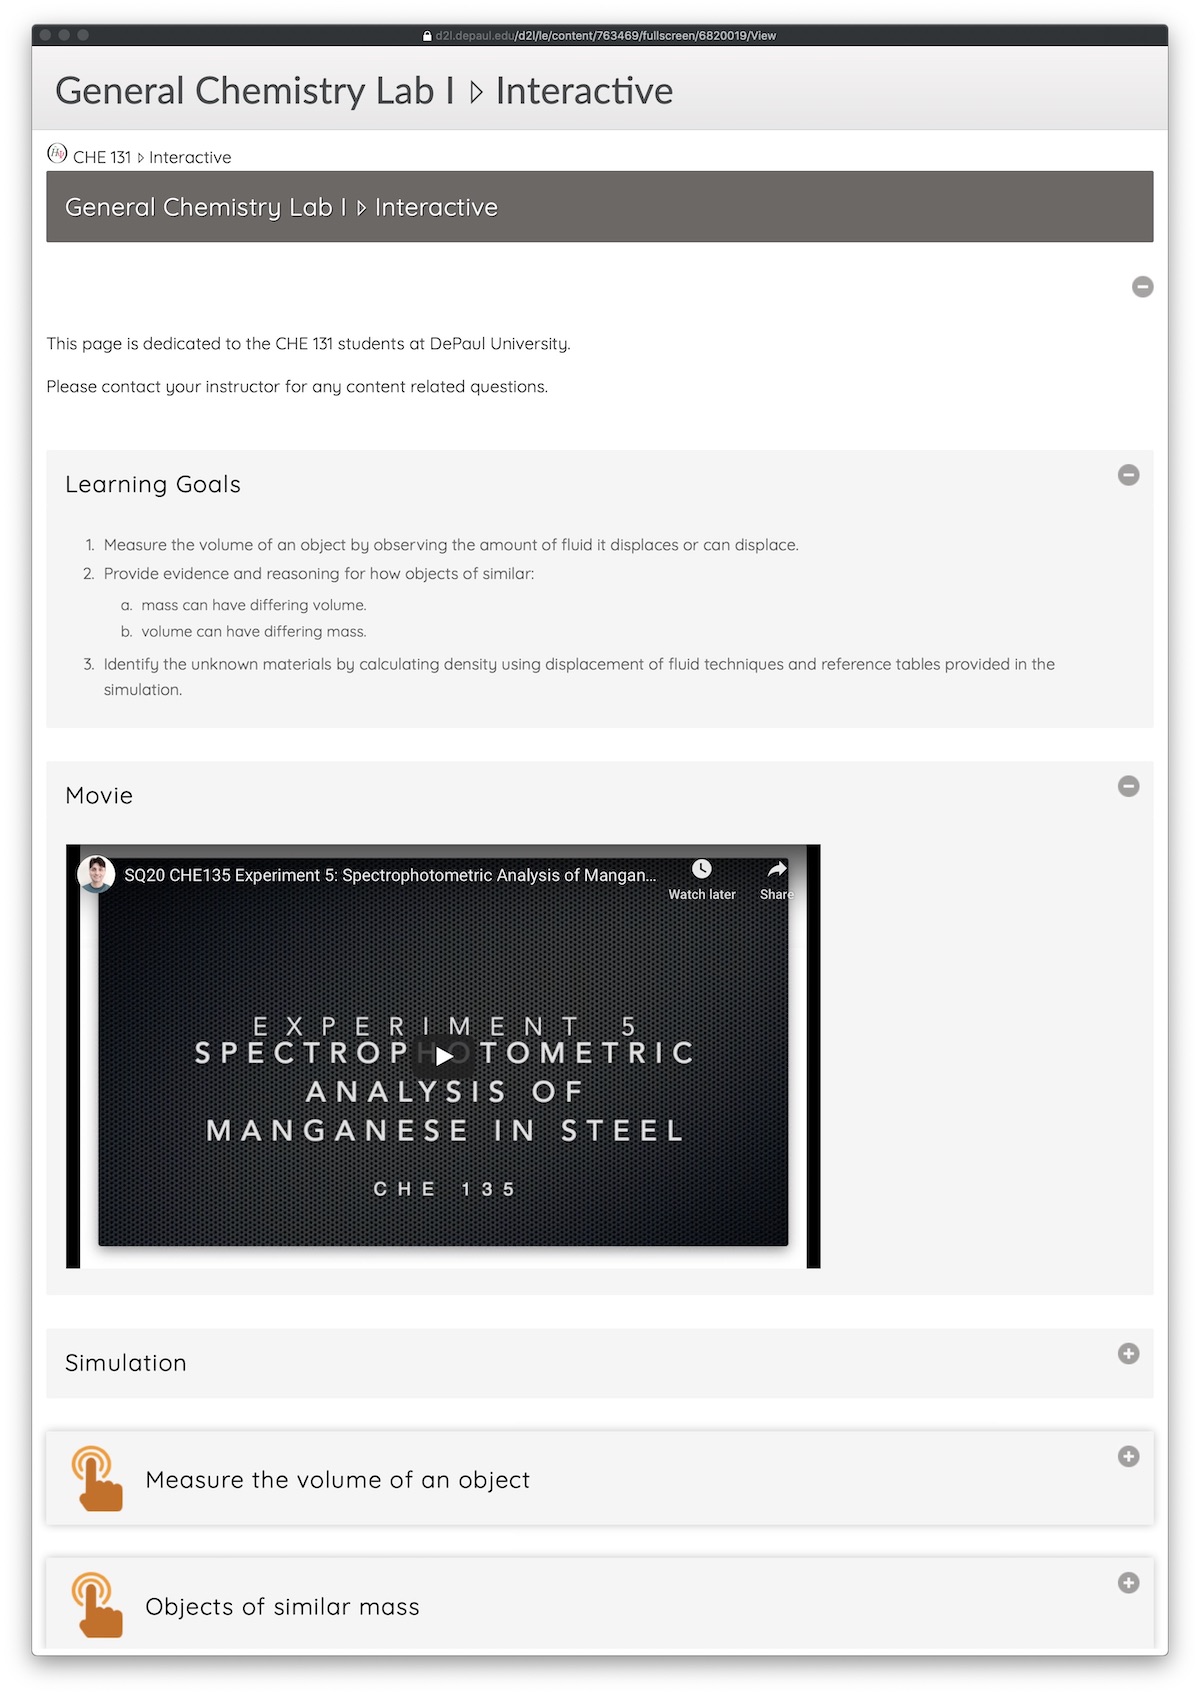 d2l.depaul.edu/d2l/le/content/763469/fullscreen/6820019/View
General Chemistry Lab I ▹ Interactive
CHE 131 ▹ Interactive
General Chemistry Lab I ▹ Interactive
This page is dedicated to the CHE 131 students at DePaul University.
Please contact your instructor for any content related questions.
Learning Goals
1. Measure the volume of an object by observing the amount of fluid it displaces or can displace.
2. Provide evidence and reasoning for how objects of similar:
a. mass can have differing volume.
b. volume can have differing mass.
3. Identify the unknown materials by calculating density using displacement of fluid techniques and reference tables provided in the
simulation.
Movie
SQ20 CHE135 Experiment 5: Spectrophotometric Analysis of Mangan...
Watch later
Share
EXPERIMENT 5
SPECTROPHOTOMETRIC
ANALYSIS OF
MANGANESE IN STEEL
CHE 135
Simulation
Measure the volume of an object
Objects of similar mass